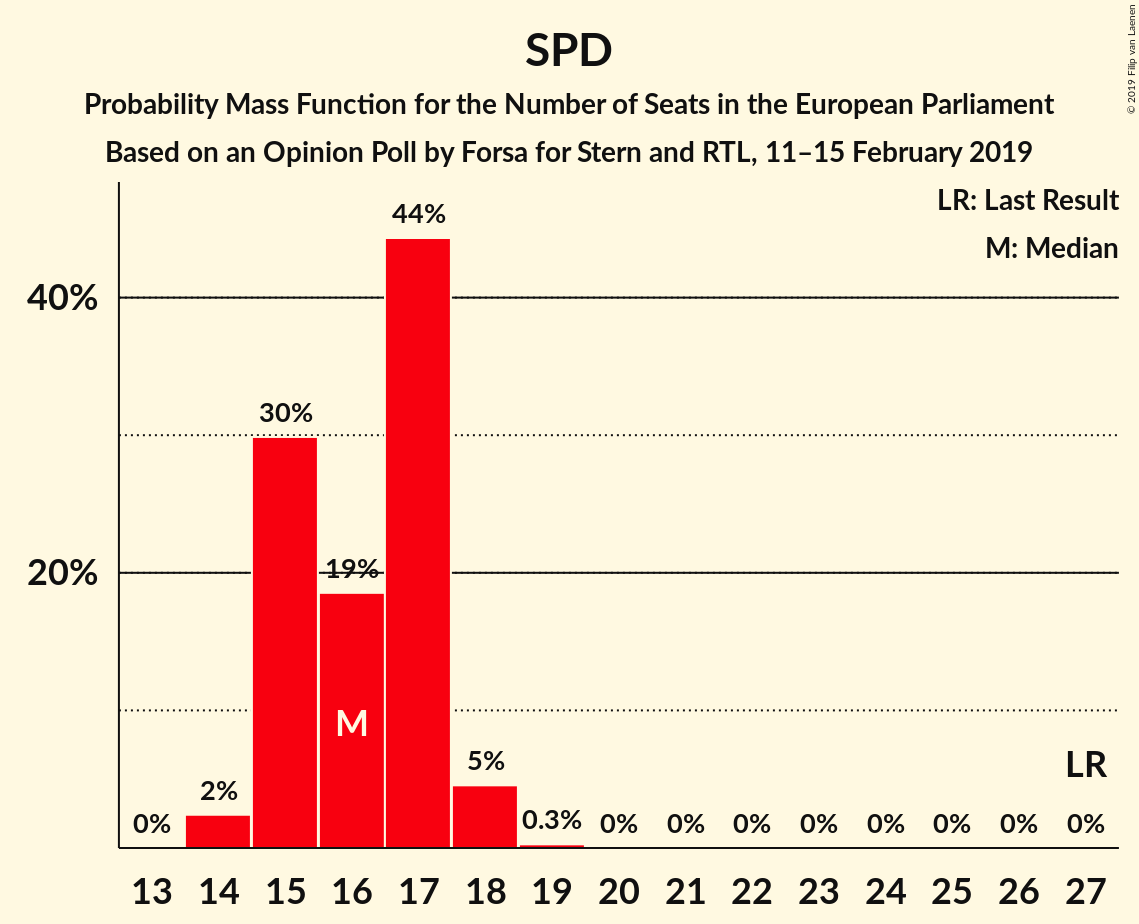 SPD
Probability Mass Function for the Number of Seats in the European Parliament
Based on an Opinion Poll by Forsa for Stern and RTL, 11–15 February 2019
© 2019 Filip van Laenen
LR: Last Result
M: Median
44%
40%
30%
20%
19%
M
LR
5%
2%
0% 0.3% 0% 0% 0% 0% 0% 0% 0% 0%
13 14 15 16 17 18 19 20 21 22 23 24 25 26 27